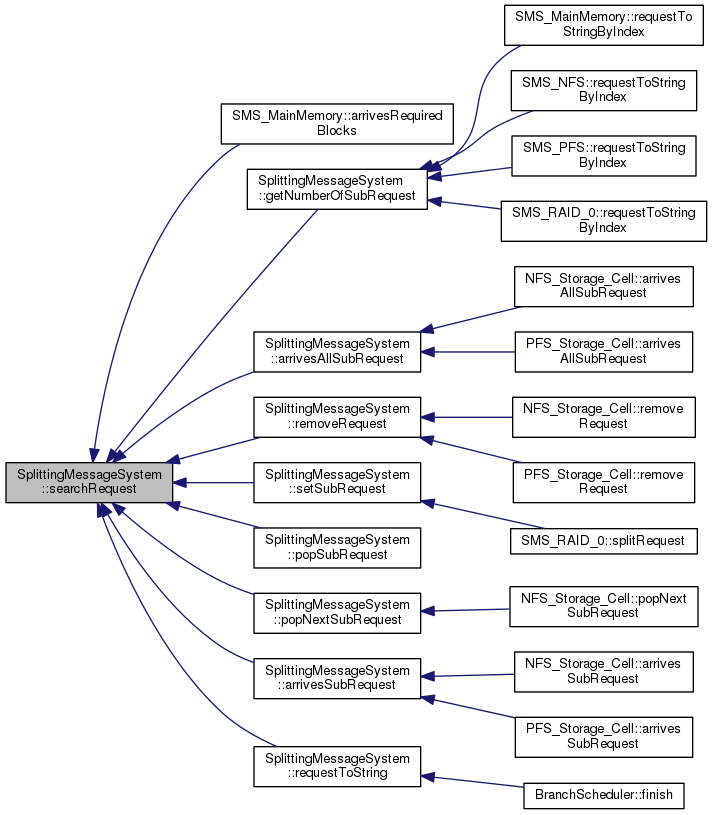 SplittingMessageSystem
::searchRequest
SMS_MainMemory::arrivesRequired
Blocks
SplittingMessageSystem
::getNumberOfSubRequest
SMS_MainMemory::requestTo
StringByIndex
SMS_NFS::requestToString
ByIndex
SMS_PFS::requestToString
ByIndex
SMS_RAID_0::requestToString
ByIndex
SplittingMessageSystem
::arrivesAllSubRequest
NFS_Storage_Cell::arrives
AllSubRequest
PFS_Storage_Cell::arrives
AllSubRequest
SplittingMessageSystem
::removeRequest
NFS_Storage_Cell::remove
Request
PFS_Storage_Cell::remove
Request
SplittingMessageSystem
::setSubRequest
SMS_RAID_0::splitRequest
SplittingMessageSystem
::popSubRequest
SplittingMessageSystem
::popNextSubRequest
NFS_Storage_Cell::popNext
SubRequest
SplittingMessageSystem
::arrivesSubRequest
NFS_Storage_Cell::arrives
SubRequest
PFS_Storage_Cell::arrives
SubRequest
SplittingMessageSystem
::requestToString
BranchScheduler::finish